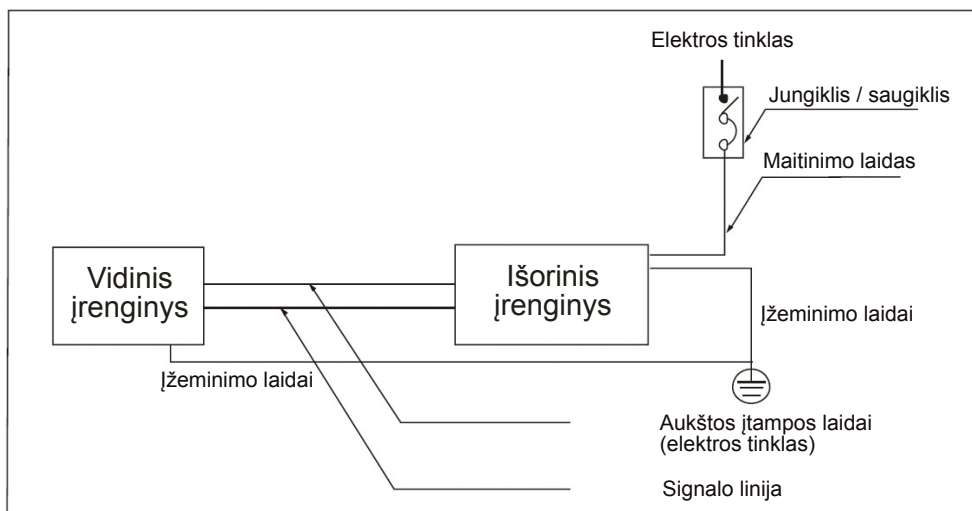 Elektros tinklas
Jungiklis / saugiklis
Maitinimo laidas
Vidinis
įrenginys
Išorinis
įrenginys
Įžeminimo laidai
Įžeminimo laidai
Aukštos įtampos laidai
(elektros tinklas)
Signalo linija